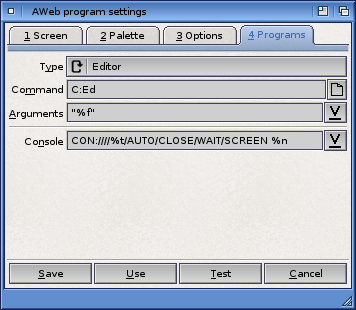 AWeb program settings
1 Screen 2 Palette 3 Options 4 Programs
Type Editor
Command C:Ed
Arguments "%f"
Console CON:////%t/AUTO/CLOSE/WAIT/SCREEN %n
Save Use Test Cancel